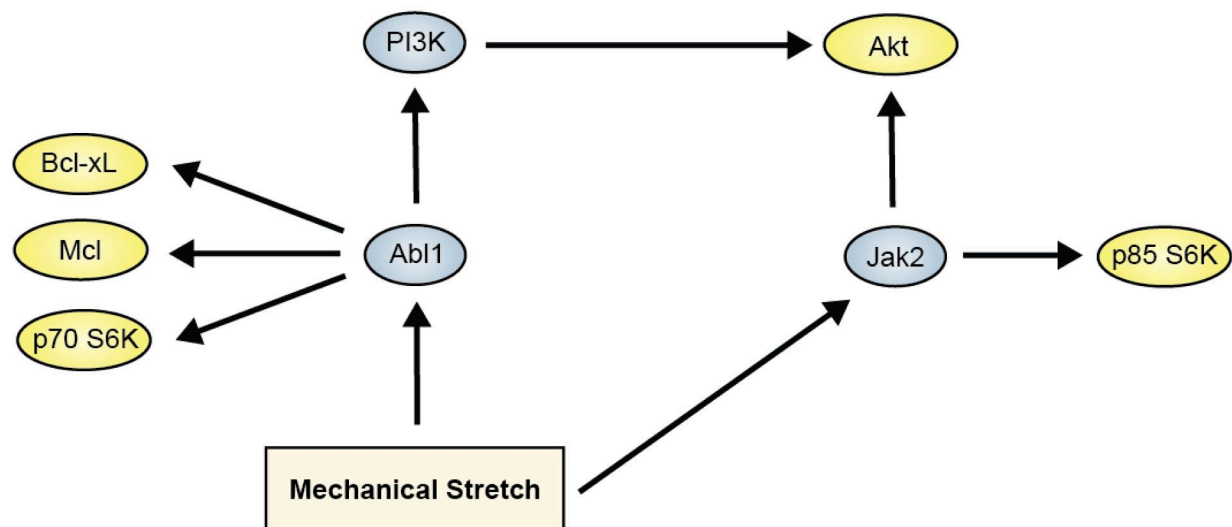 PI3K
Akt
Bcl-xL
Mcl
Abl1
Jak2
p85 S6K
p70 S6K
Mechanical Stretch